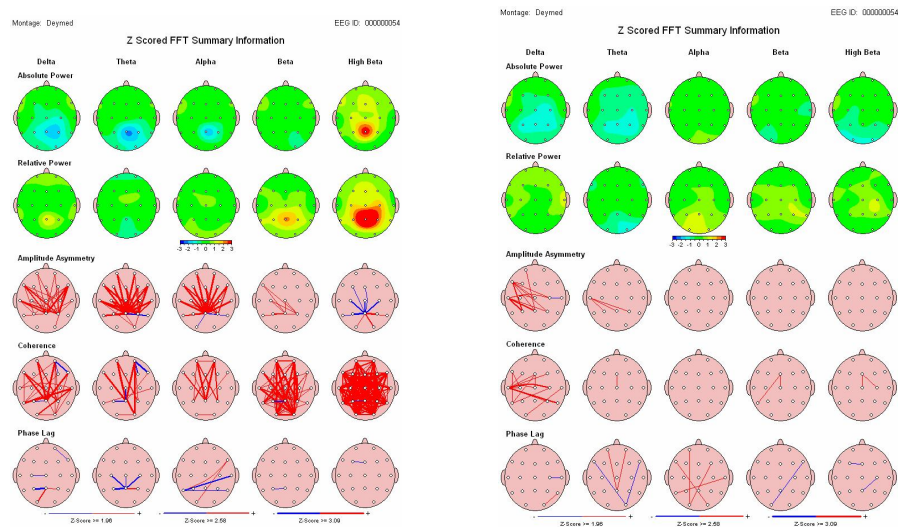 Montage: Deymed EEG ID: 000000054
Z Scored FFT Summary Information
Delta Theta Alpha Beta High Beta
Absolute Power
Relative Power
-3 -2 -1 0 1 2 3
Amplitude Asymmetry
Coherence
Phase Lag
- + - + - +
Z-Score >= 1.96 Z-Score >= 2.58 Z-Score >= 3.09
Montage: Deymed EEG ID: 000000054
Z Scored FFT Summary Information
Delta Theta Alpha Beta High Beta
Absolute Power
Relative Power
-3 -2 -1 0 1 2 3
Amplitude Asymmetry
Coherence
Phase Lag
- + - + - +
Z-Score >= 1.96 Z-Score >= 2.58 Z-Score >= 3.09